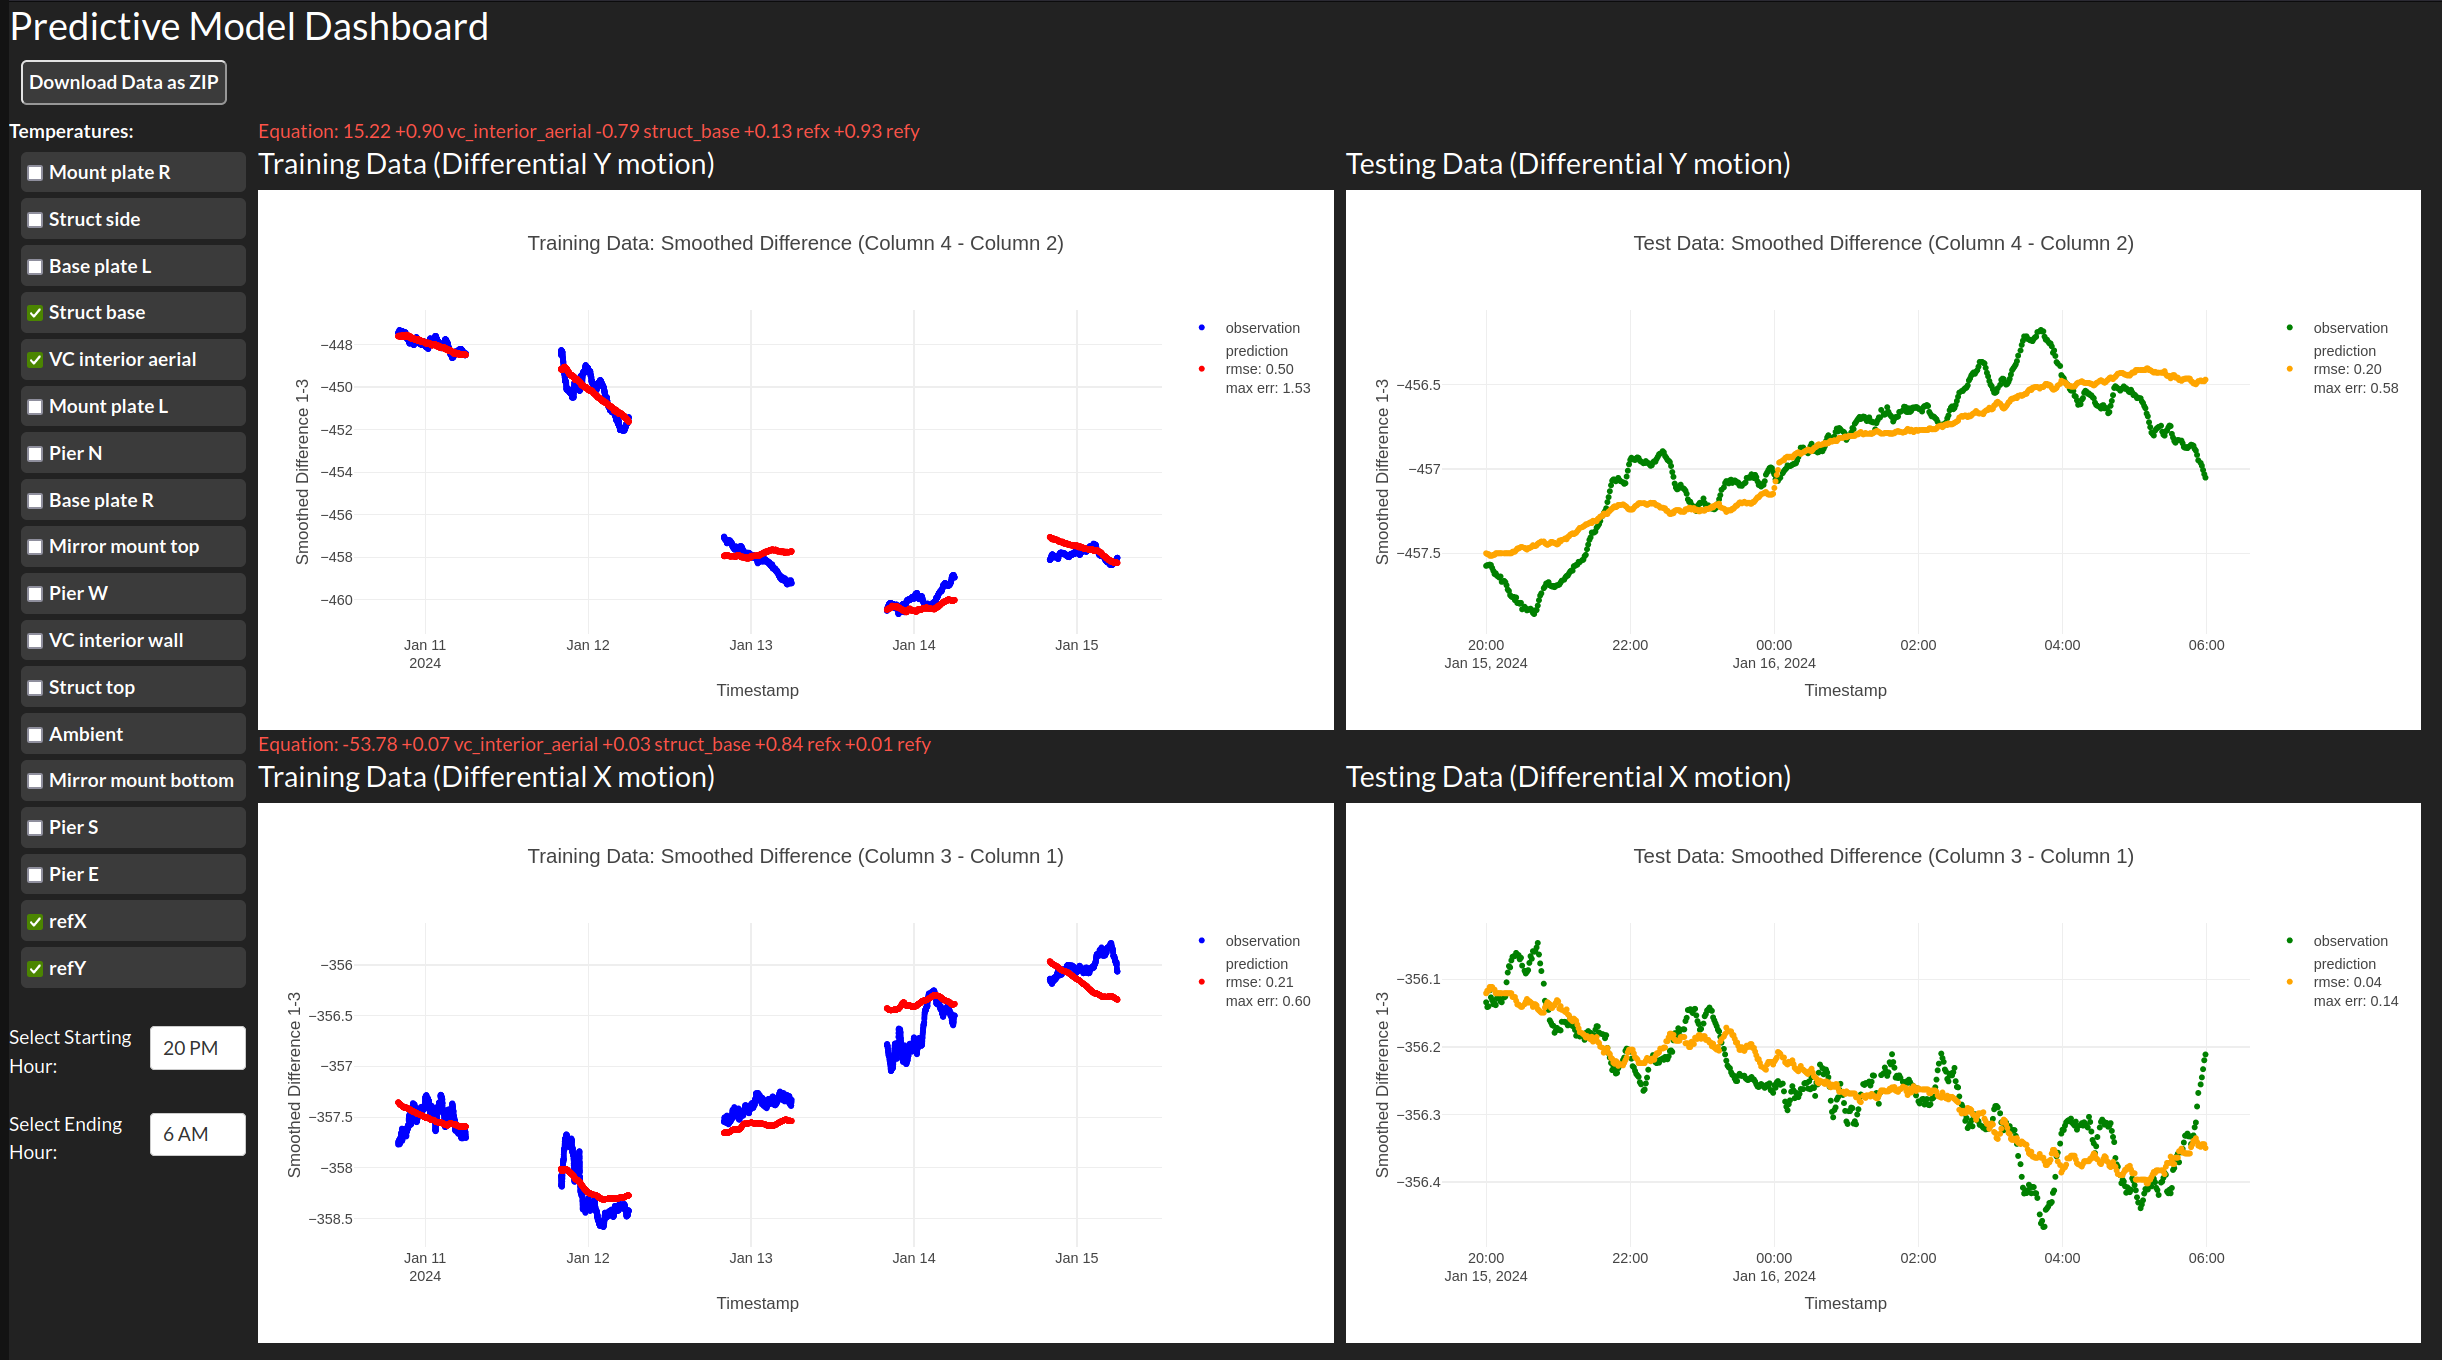 Predictive Model Dashboard
Download Data as ZIP
Temperatures:
Mount plate R
Struct side
Base plate L
Struct base
VC interior aerial
Mount plate L
Pier N
Base plate R
Mirror mount top
Pier W
VC interior wall
Struct top
Ambient
Mirror mount bottom
Pier S
Pier E
refX
refY
Select Starting
Hour:
20 PM
Select Ending
Hour:
6 AM
Equation: 15.22 +0.90 vc_interior_aerial -0.79 struct_base +0.13 refx +0.93 refy
Training Data (Differential Y motion)
Training Data: Smoothed Difference (Column 4 - Column 2)
Smoothed Difference 1-3
−448
−450
−452
−454
−456
−458
−460
Jan 11
2024
Jan 12
Jan 13
Jan 14
Jan 15
Timestamp
observation
prediction
rmse: 0.50
max err: 1.53
Testing Data (Differential Y motion)
Test Data: Smoothed Difference (Column 4 - Column 2)
Smoothed Difference 1-3
−456.5
−457
−457.5
20:00
Jan 15, 2024
22:00
00:00
Jan 16, 2024
02:00
04:00
06:00
Timestamp
observation
prediction
rmse: 0.20
max err: 0.58
Equation: -53.78 +0.07 vc_interior_aerial +0.03 struct_base +0.84 refx +0.01 refy
Training Data (Differential X motion)
Training Data: Smoothed Difference (Column 3 - Column 1)
Smoothed Difference 1-3
−356
−356.5
−357
−357.5
−358
−358.5
Jan 11
2024
Jan 12
Jan 13
Jan 14
Jan 15
Timestamp
observation
prediction
rmse: 0.21
max err: 0.60
Testing Data (Differential X motion)
Test Data: Smoothed Difference (Column 3 - Column 1)
Smoothed Difference 1-3
−356.1
−356.2
−356.3
−356.4
20:00
Jan 15, 2024
22:00
00:00
Jan 16, 2024
02:00
04:00
06:00
Timestamp
observation
prediction
rmse: 0.04
max err: 0.14